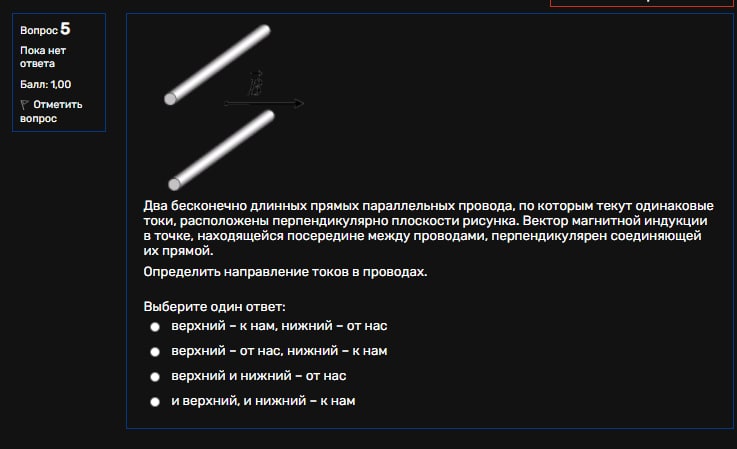 Вопрос 5
Пока нет
ответа
Балл: 1,00
Отметить
вопрос
B
Два бесконечно длинных прямых параллельных провода, по которым текут одинаковые
токи, расположены перпендикулярно плоскости рисунка. Вектор магнитной индукции
в точке, находящейся посередине между проводами, перпендикулярен соединяющей
их прямой.
Определить направление токов в проводах.
Выберите один ответ:
верхний – к нам, нижний – от нас
верхний – от нас, нижний – к нам
верхний и нижний – от нас
и верхний, и нижний – к нам